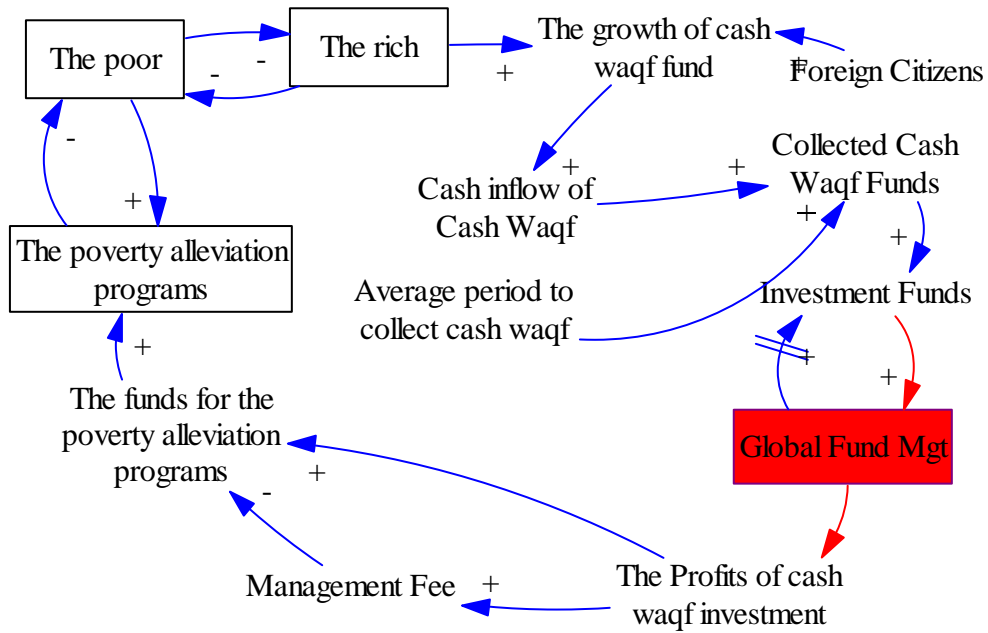 The poor
The rich
The growth of cash
waqf fund
Foreign Citizens
-
-
+
+
-
+
Cash inflow of
Cash Waqf
+
+
Collected Cash
Waqf Funds
+
+
The poverty alleviation
programs
Average period to
collect cash waqf
Investment Funds
+
+
+
The funds for the
poverty alleviation
programs
Global Fund Mgt
-
+
Management Fee
+
The Profits of cash
waqf investment